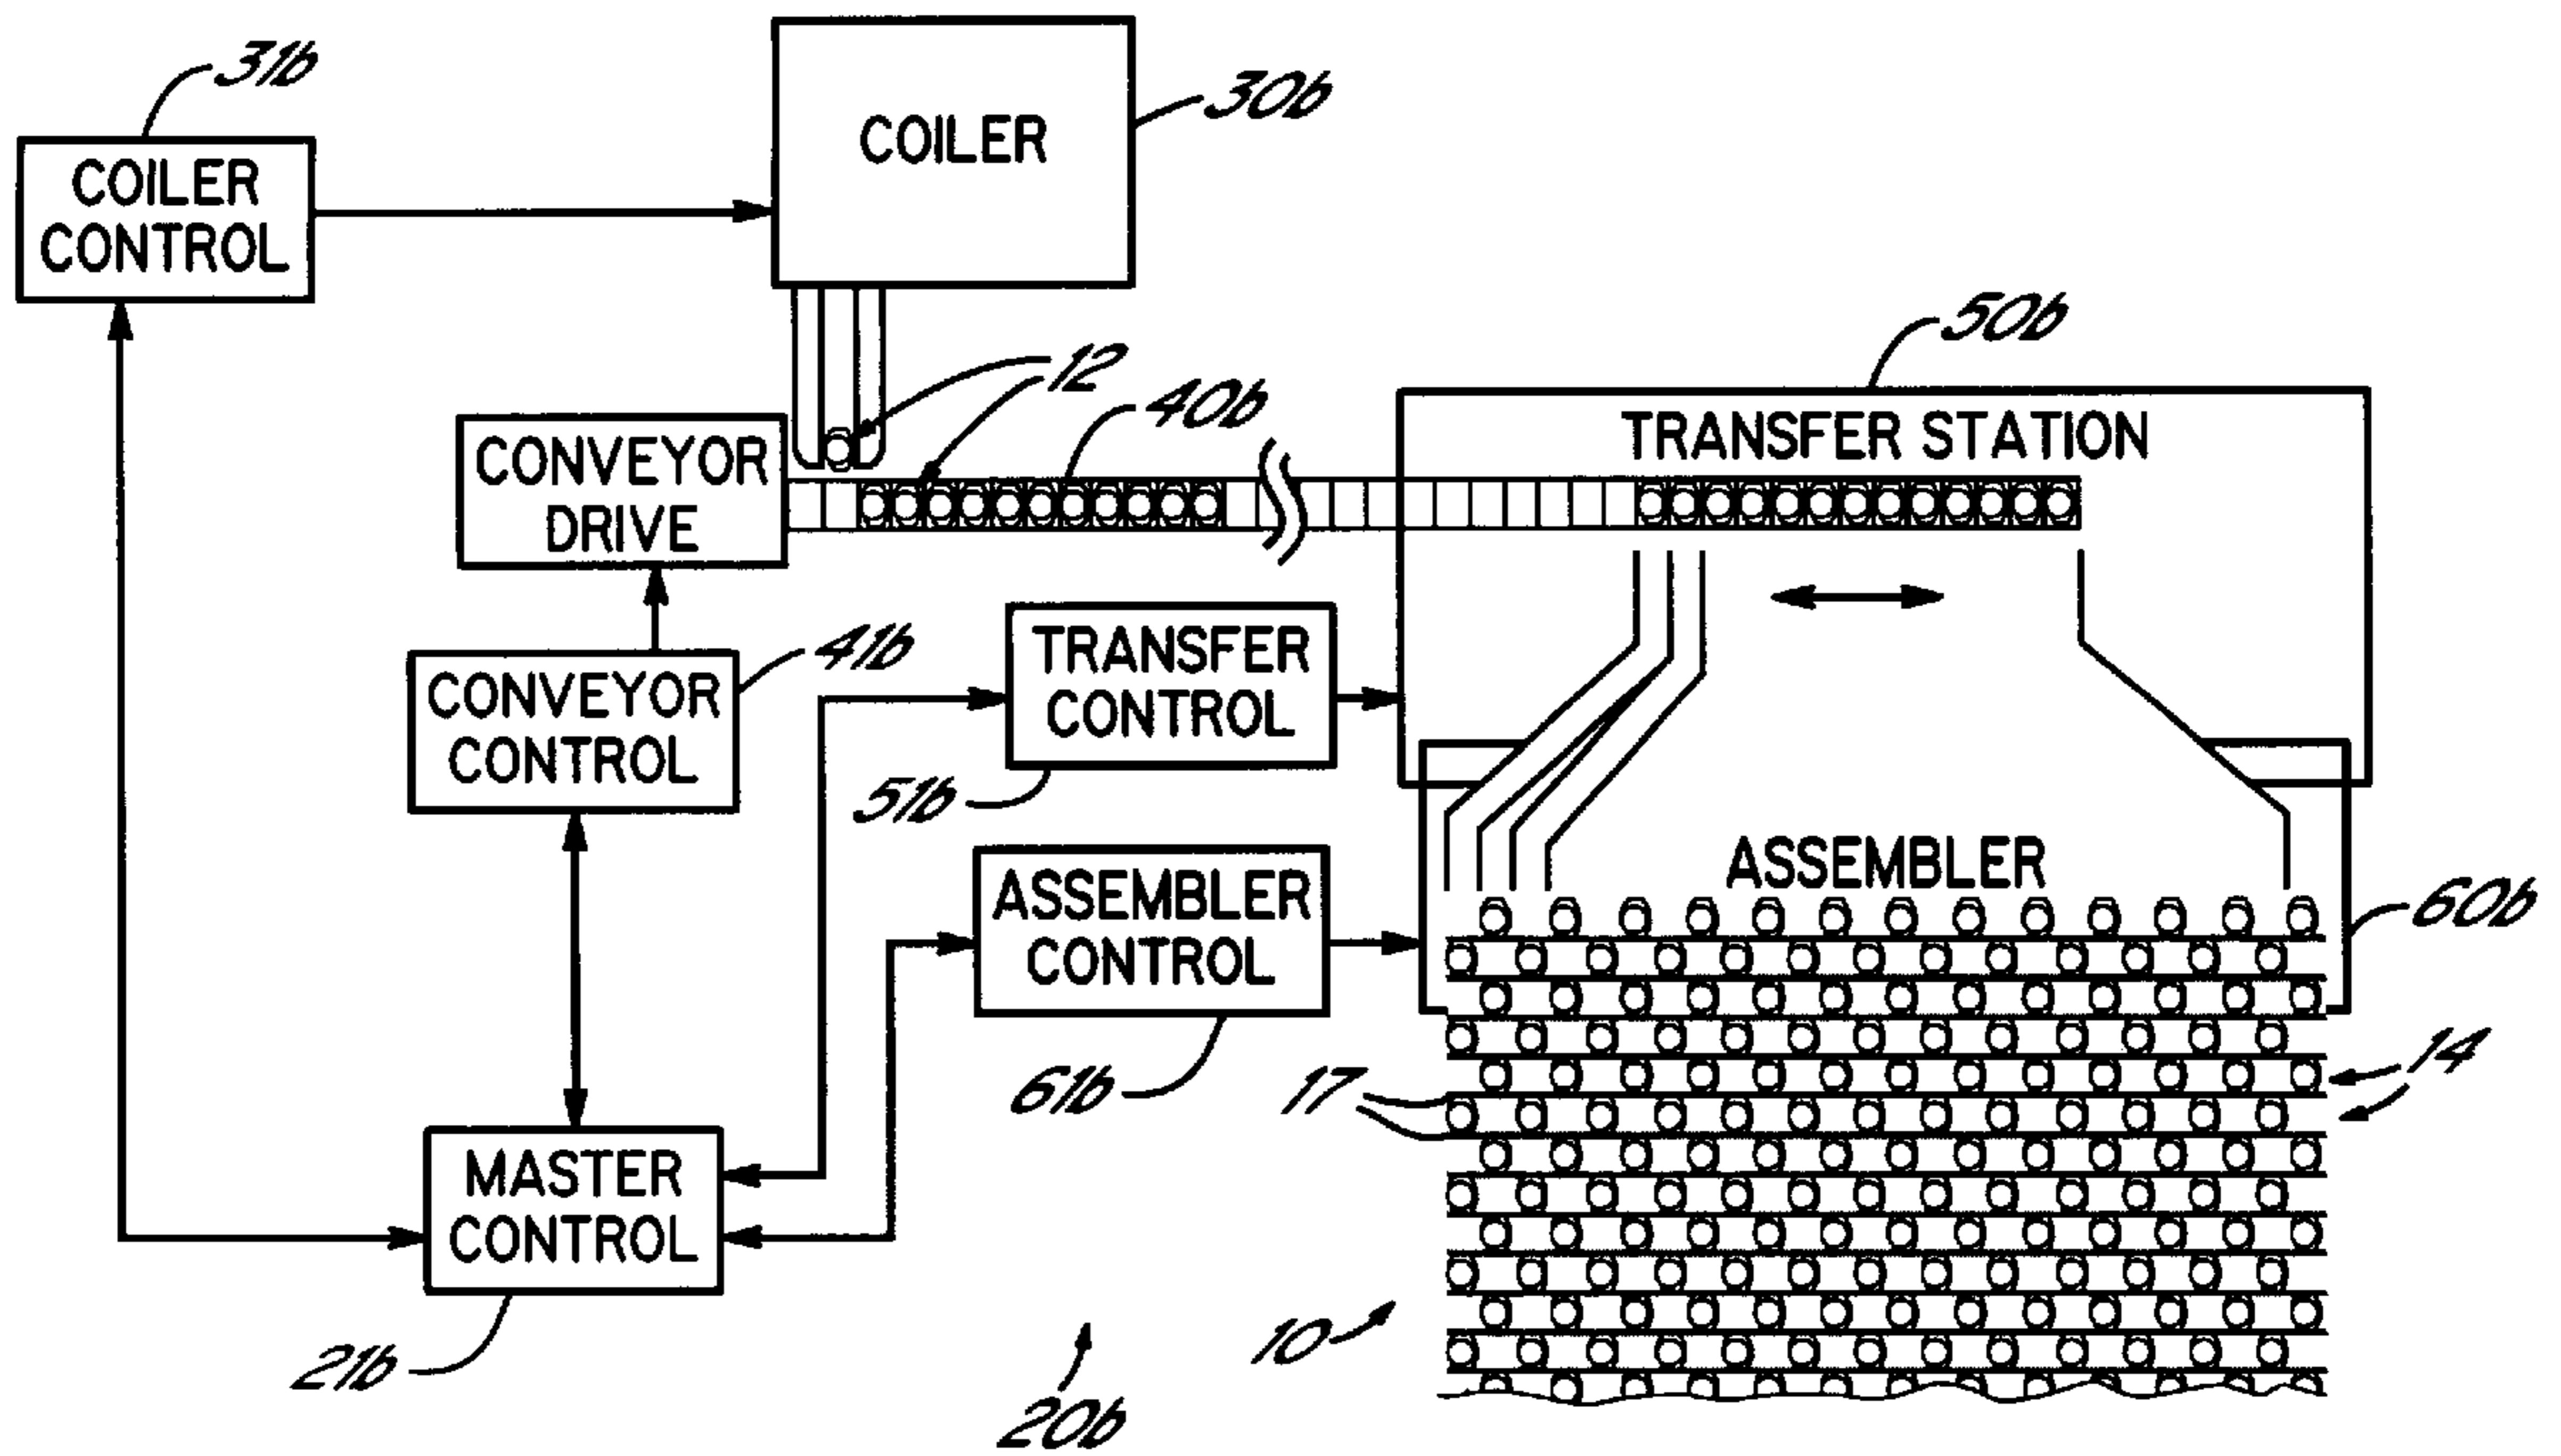 31b
30b
COILER
COILER
CONTROL
50b
12
40b
TRANSFER STATION
CONVEYOR
DRIVE
41b
TRANSFER
CONTROL
CONVEYOR
CONTROL
51b
ASSEMBLER
ASSEMBLER
CONTROL
60b
61b
17
14
MASTER
CONTROL
10
21b
20b